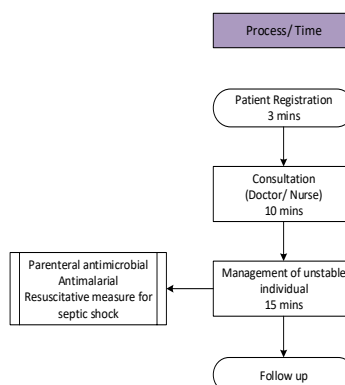 Process/ Time
Patient Registration
3 mins
Consultation
(Doctor/ Nurse)
10 mins
Parenteral antimicrobial
Antimalarial
Resuscitative measure for
septic shock
Management of unstable
individual
15 mins
Follow up